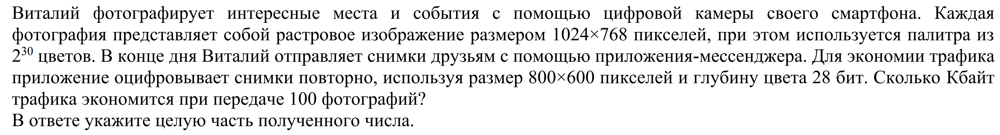 Виталий фотографирует интересные места и события с помощью цифровой камеры своего смартфона. Каждая
фотография представляет собой растровое изображение размером 1024×768 пикселей, при этом используется палитра из
2³⁰ цветов. В конце дня Виталий отправляет снимки друзьям с помощью приложения-мессенджера. Для экономии трафика
приложение оцифровывает снимки повторно, используя размер 800×600 пикселей и глубину цвета 28 бит. Сколько Кбайт
трафика экономится при передаче 100 фотографий?
В ответе укажите целую часть полученного числа.